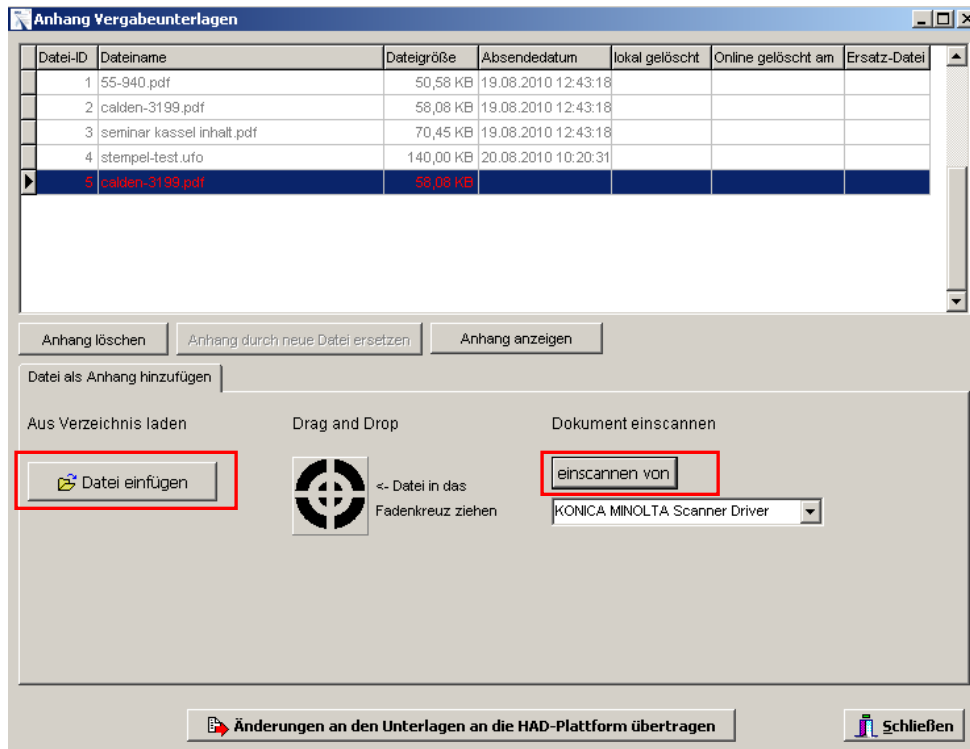 Anhang Vergabeunterlagen
Datei-ID Dateiname Dateigröße Absendedatum lokal gelöscht Online gelöscht am Ersatz-Datei
1 55-940.pdf 50,58 KB 19.08.2010 12:43:18
2 calden-3199.pdf 58,08 KB 19.08.2010 12:43:18
3 seminar kassel inhalt.pdf 70,45 KB 19.08.2010 12:43:18
4 stempel-test.ufo 140,00 KB 20.08.2010 10:20:31
5 calden-3199.pdf 58,08 KB
Anhang löschen Anhang durch neue Datei ersetzen Anhang anzeigen
Datei als Anhang hinzufügen
Aus Verzeichnis laden Drag and Drop Dokument einscannen
Datei einfügen <- Datei in das einscannen von
Fadenkreuz ziehen KONICA MINOLTA Scanner Driver
Änderungen an den Unterlagen an die HAD-Plattform übertragen Schließen